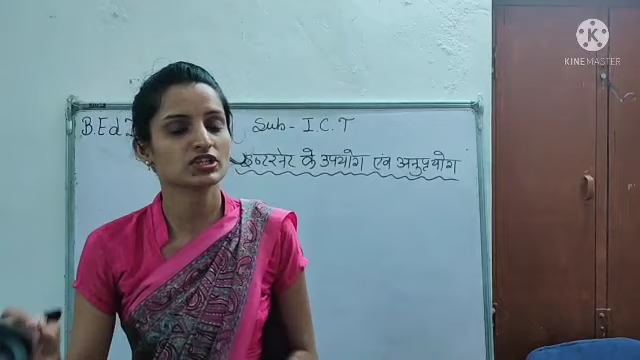 B.Ed Sub- I.C.T
इन्टरनेट के उपयोग एवं अनुप्रयोग
K
KINEMASTER